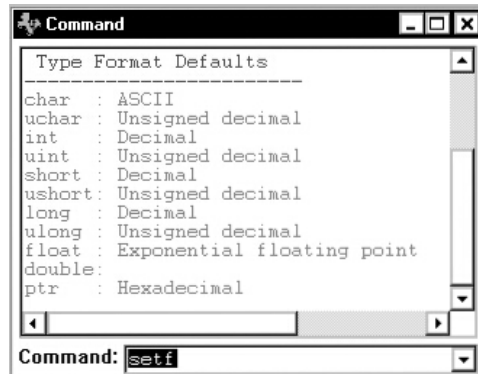 Command
Type Format Defaults
-------------------------
char : ASCII
uchar : Unsigned decimal
int : Decimal
uint : Unsigned decimal
short : Decimal
ushort: Unsigned decimal
long : Decimal
ulong : Unsigned decimal
float : Exponential floating point
double:
ptr : Hexadecimal
Command: setf